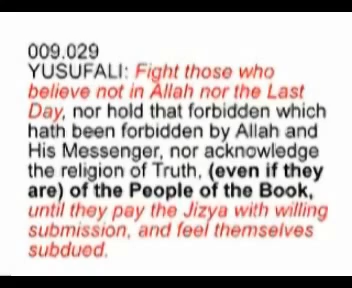 009.029
YUSUFALI: Fight those who
believe not in Allah nor the Last
Day, nor hold that forbidden which
hath been forbidden by Allah and
His Messenger, nor acknowledge
the religion of Truth, (even if they
are) of the People of the Book,
until they pay the Jizya with willing
submission, and feel themselves
subdued.